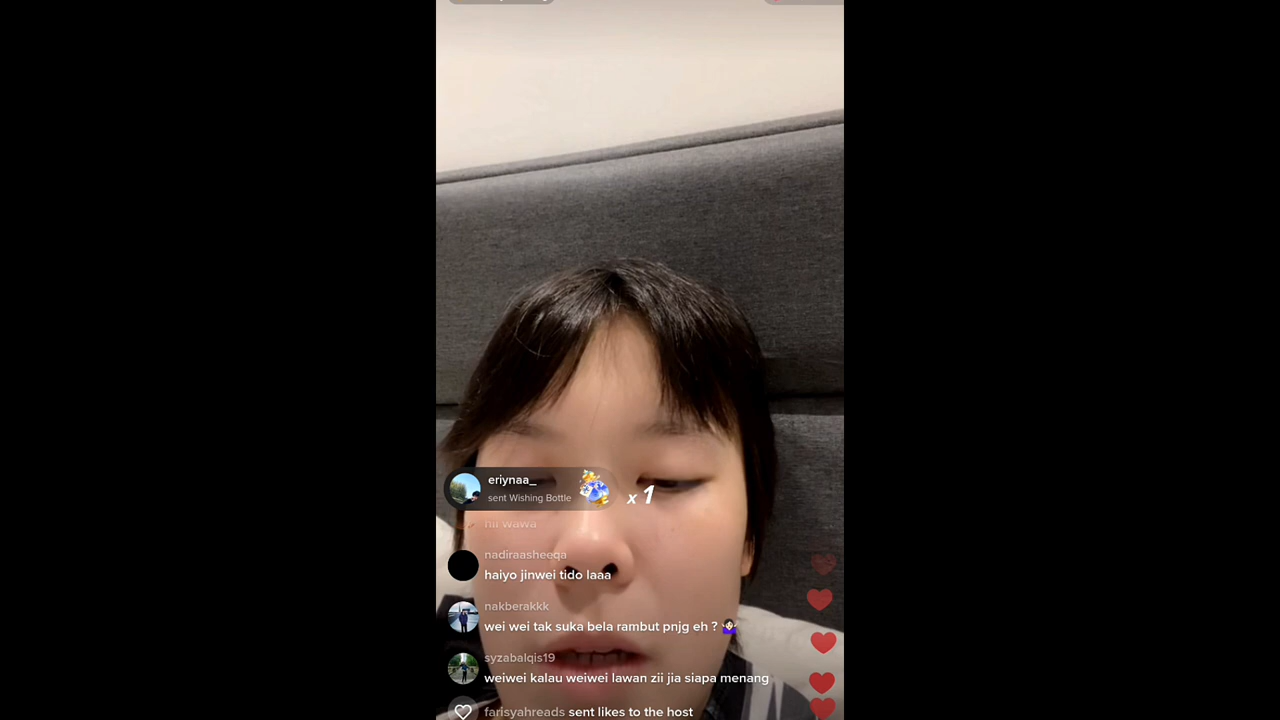 eriynaa_
sent Wishing Bottle
x 1
mi wawa
nadiraasheeqa
haiyo jinwei tido laaa
nakberakkk
wei wei tak suka bela rambut pnjg eh ? 🤷🏻‍♀️
syzabalqis19
weiwei kalau weiwei lawan zii jia siapa menang
farisyahreads sent likes to the host